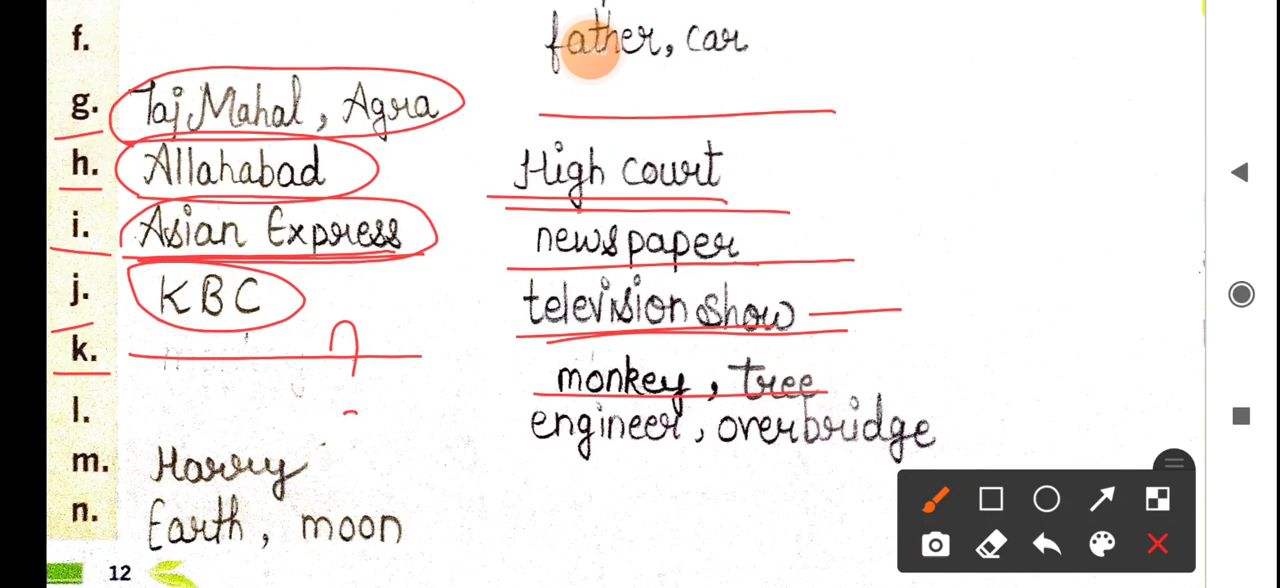 f. father, car
g. Taj Mahal, Agra
h. Allahabad High court
i. Asian Express newspaper
j. KBC television show
k. monkey, tree
l. engineer, overbridge
m. Harry
n. Earth, moon
12